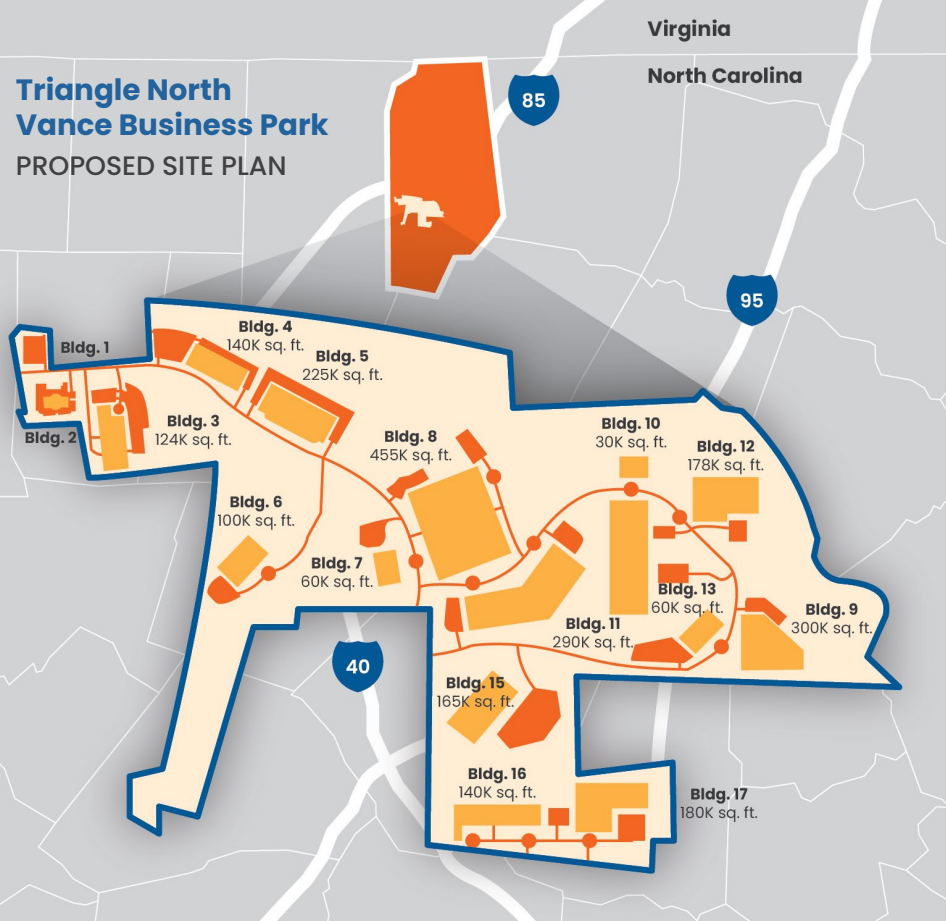 Virginia
North Carolina
Triangle North
Vance Business Park
PROPOSED SITE PLAN
85
95
40
Bldg. 1
Bldg. 2
Bldg. 3
124K sq. ft.
Bldg. 4
140K sq. ft.
Bldg. 5
225K sq. ft.
Bldg. 6
100K sq. ft.
Bldg. 7
60K sq. ft.
Bldg. 8
455K sq. ft.
Bldg. 10
30K sq. ft.
Bldg. 12
178K sq. ft.
Bldg. 13
60K sq. ft.
Bldg. 9
300K sq. ft.
Bldg. 11
290K sq. ft.
Bldg. 15
165K sq. ft.
Bldg. 16
140K sq. ft.
Bldg. 17
180K sq. ft.